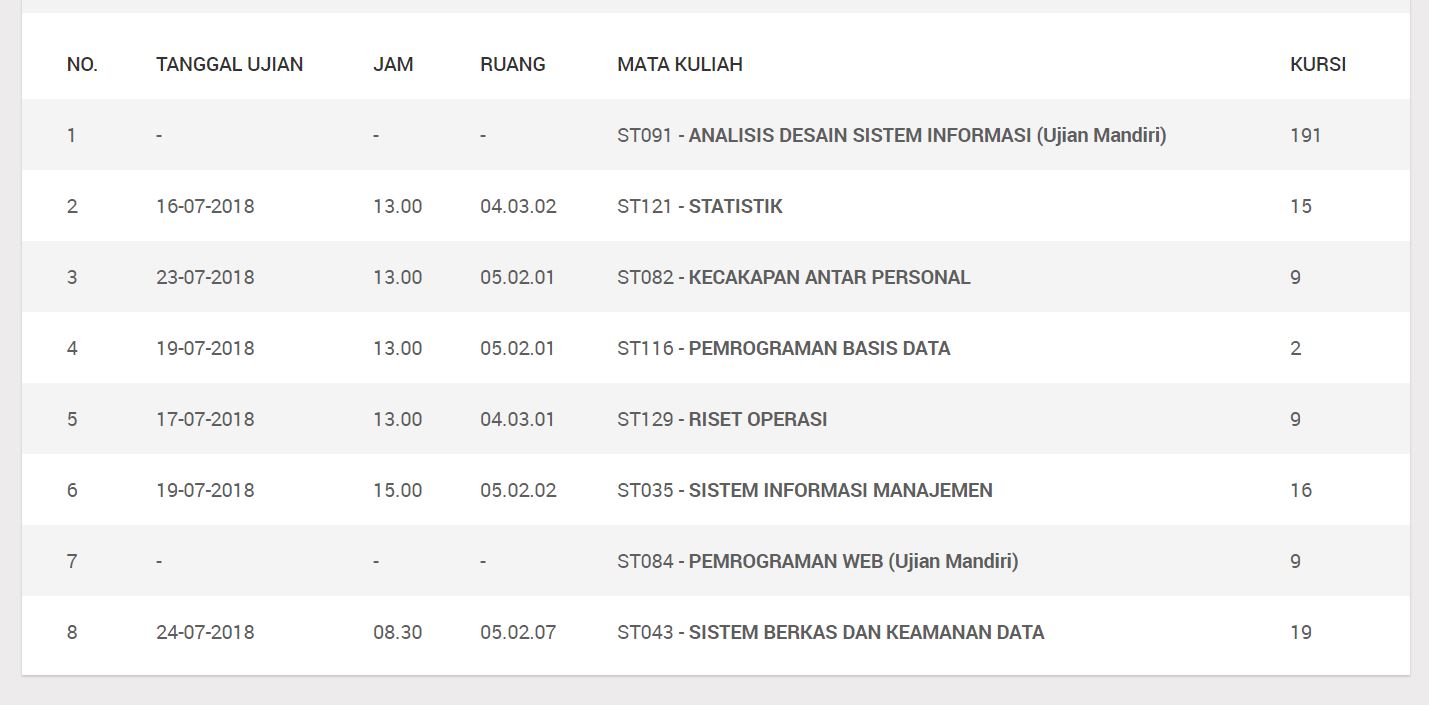 NO. TANGGAL UJIAN JAM RUANG MATA KULIAH KURSI
1 - - - ST091 - ANALISIS DESAIN SISTEM INFORMASI (Ujian Mandiri) 191
2 16-07-2018 13.00 04.03.02 ST121 - STATISTIK 15
3 23-07-2018 13.00 05.02.01 ST082 - KECAKAPAN ANTAR PERSONAL 9
4 19-07-2018 13.00 05.02.01 ST116 - PEMROGRAMAN BASIS DATA 2
5 17-07-2018 13.00 04.03.01 ST129 - RISET OPERASI 9
6 19-07-2018 15.00 05.02.02 ST035 - SISTEM INFORMASI MANAJEMEN 16
7 - - - ST084 - PEMROGRAMAN WEB (Ujian Mandiri) 9
8 24-07-2018 08.30 05.02.07 ST043 - SISTEM BERKAS DAN KEAMANAN DATA 19